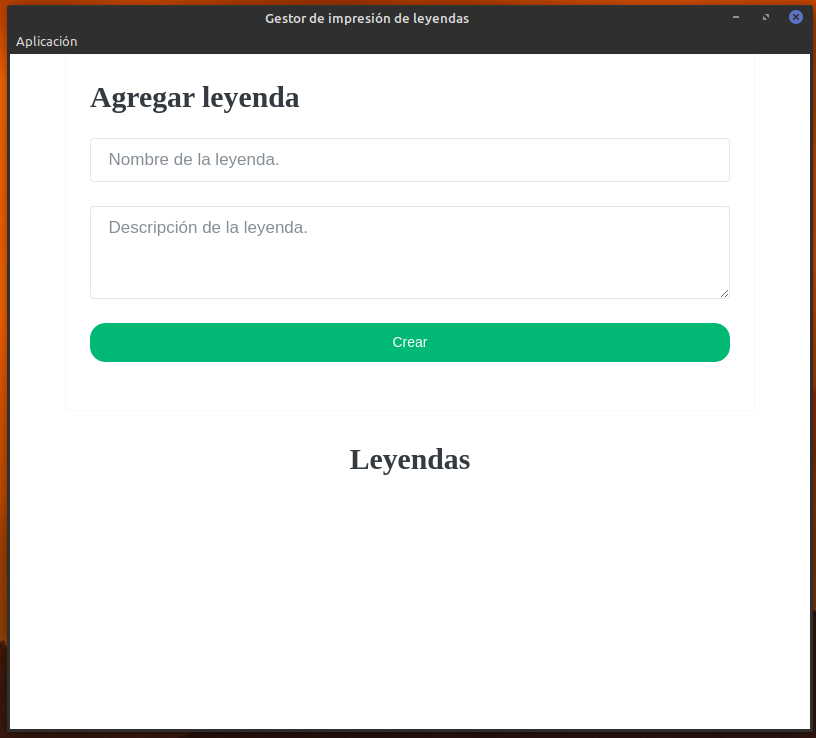 Gestor de impresión de leyendas
Aplicación
Agregar leyenda
Nombre de la leyenda.
Descripción de la leyenda.
Crear
Leyendas